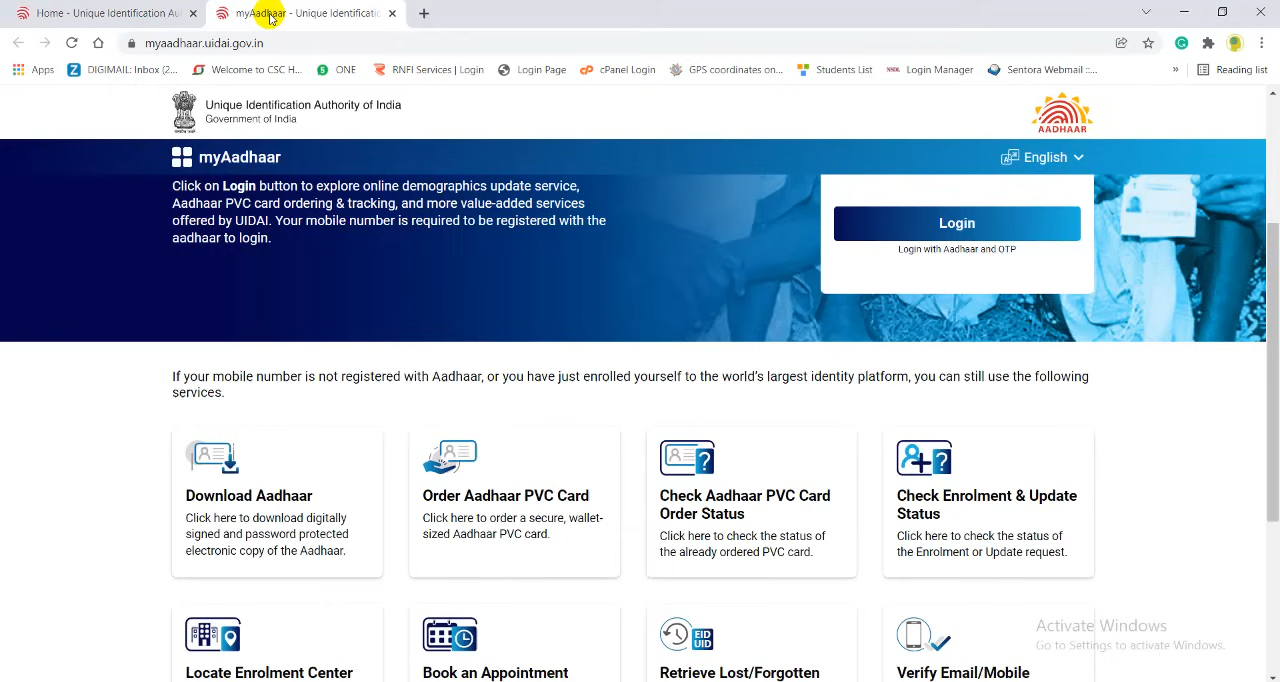 Home - Unique Identification Au
myAadhaar - Unique Identificatio
myaadhaar.uidai.gov.in
Apps
DIGIMAIL: Inbox (2...
Welcome to CSC H...
ONE
RNFI Services | Login
Login Page
cPanel Login
GPS coordinates on...
Students List
NSDL
Login Manager
Sentora Webmail ::...
»
Reading list
Unique Identification Authority of India
Government of India
AADHAAR
myAadhaar
English
Click on Login button to explore online demographics update service,
Aadhaar PVC card ordering & tracking, and more value-added services
offered by UIDAI. Your mobile number is required to be registered with the
aadhaar to login.
Login
Login with Aadhaar and OTP
If your mobile number is not registered with Aadhaar, or you have just enrolled yourself to the world's largest identity platform, you can still use the following
services.
Download Aadhaar
Click here to download digitally
signed and password protected
electronic copy of the Aadhaar.
Order Aadhaar PVC Card
Click here to order a secure, wallet-
sized Aadhaar PVC card.
Check Aadhaar PVC Card
Order Status
Click here to check the status of
the already ordered PVC card.
Check Enrolment & Update
Status
Click here to check the status of
the Enrolment or Update request.
Locate Enrolment Center
Book an Appointment
EID
UID
Retrieve Lost/Forgotten
Verify Email/Mobile
Activate Windows
Go to Settings to activate Windows.